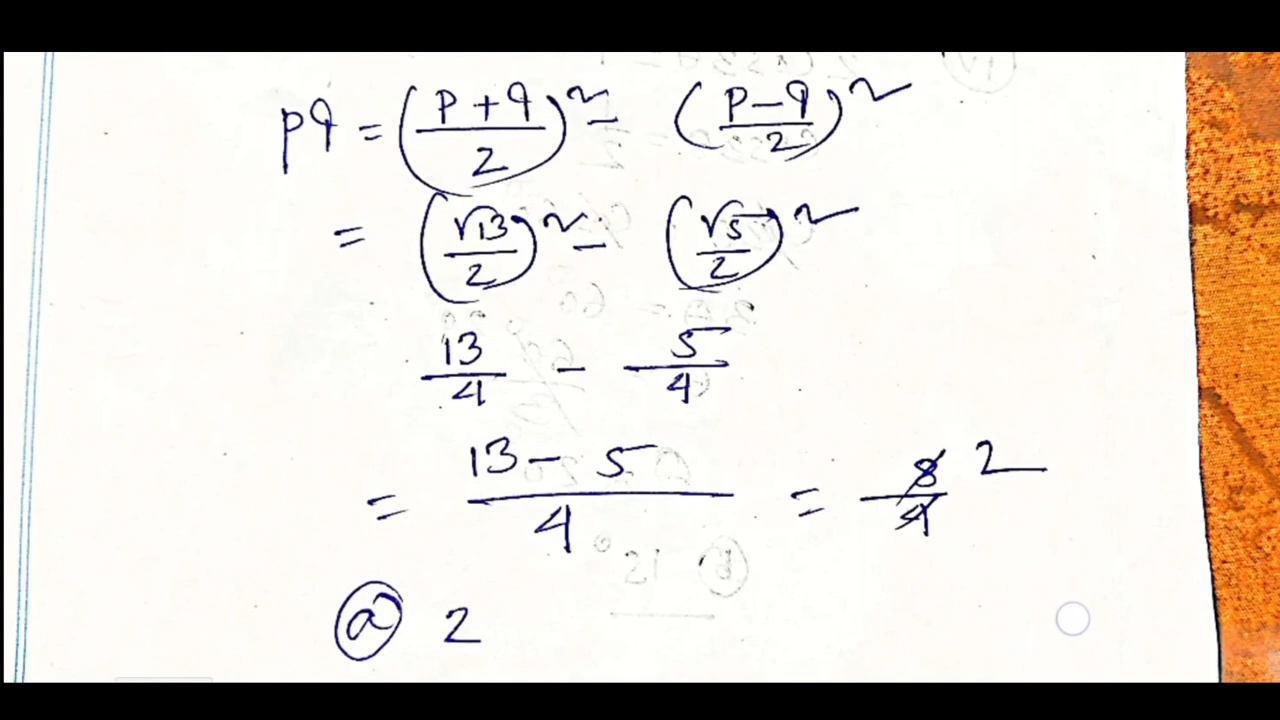 pq = (p+q/2)² - (p-q/2)²
= (√13/2)² - (√5/2)²
13/4 - 5/4
= 13-5/4 = 8/4 2
ⓐ 2